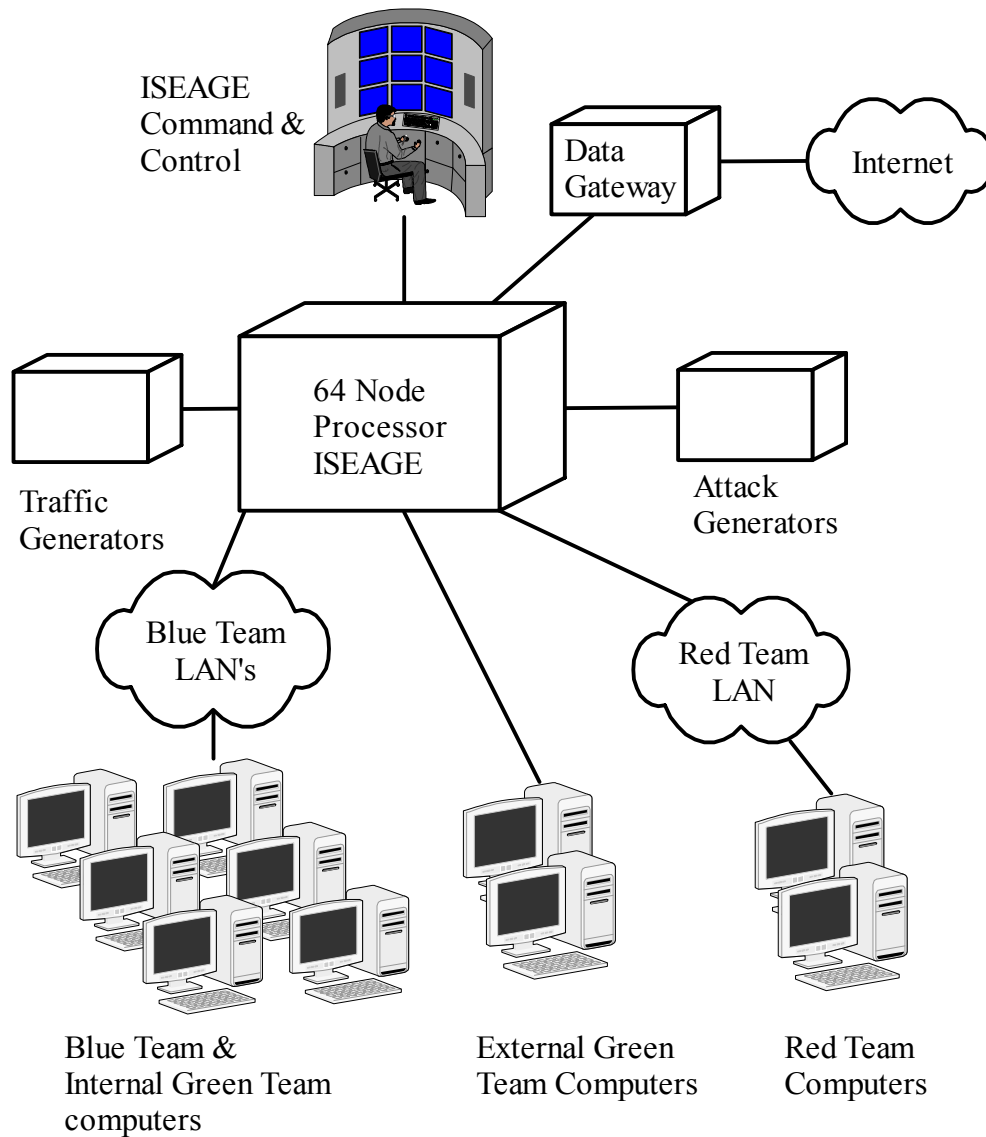 ISEAGE
Command &
Control
Data
Gateway
Internet
64 Node
Processor
ISEAGE
Traffic
Generators
Attack
Generators
Blue Team
LAN's
Red Team
LAN
Blue Team &
Internal Green Team
computers
External Green
Team Computers
Red Team
Computers